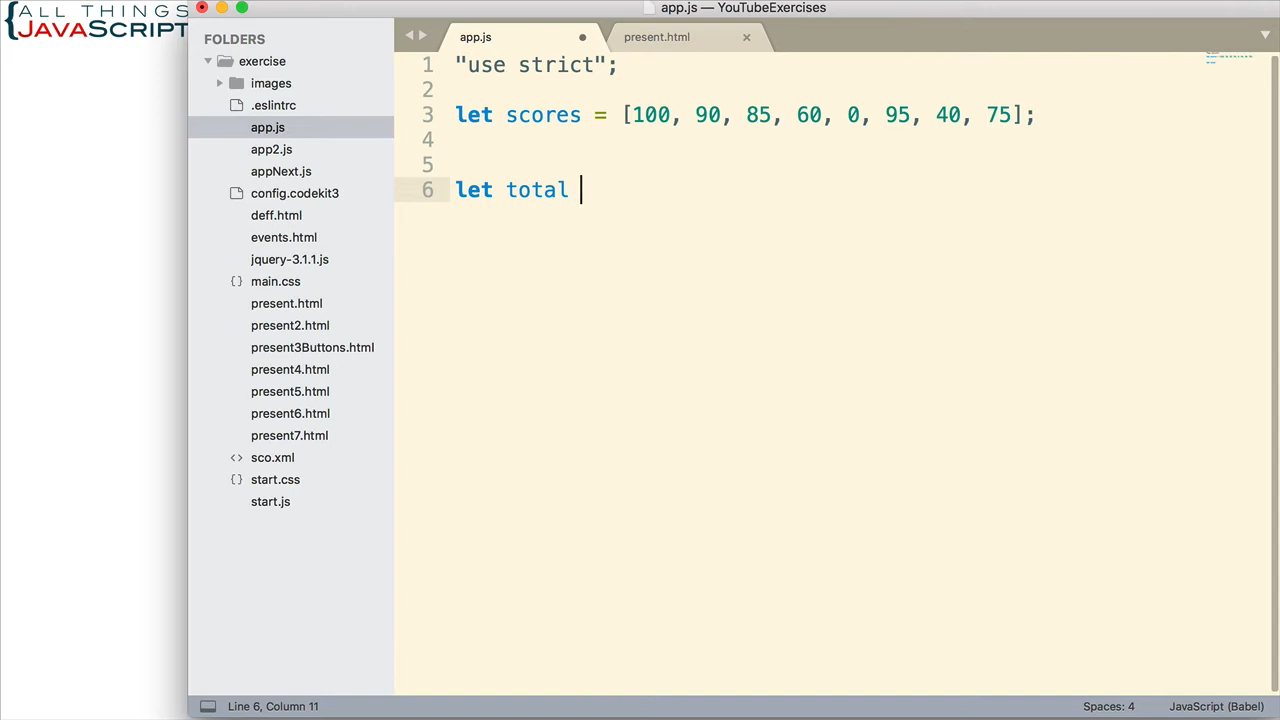 {ALL THINGS
JAVASCRIPT
app.js — YouTubeExercises
FOLDERS
exercise
images
.eslintrc
app.js
app2.js
appNext.js
config.codekit3
deff.html
events.html
jquery-3.1.1.js
{} main.css
present.html
present2.html
present3Buttons.html
present4.html
present5.html
present6.html
present7.html
<> sco.xml
{} start.css
start.js
app.js
present.html
1 "use strict";
2
3 let scores = [100, 90, 85, 60, 0, 95, 40, 75];
4
5
6 let total
Line 6, Column 11
Spaces: 4
JavaScript (Babel)